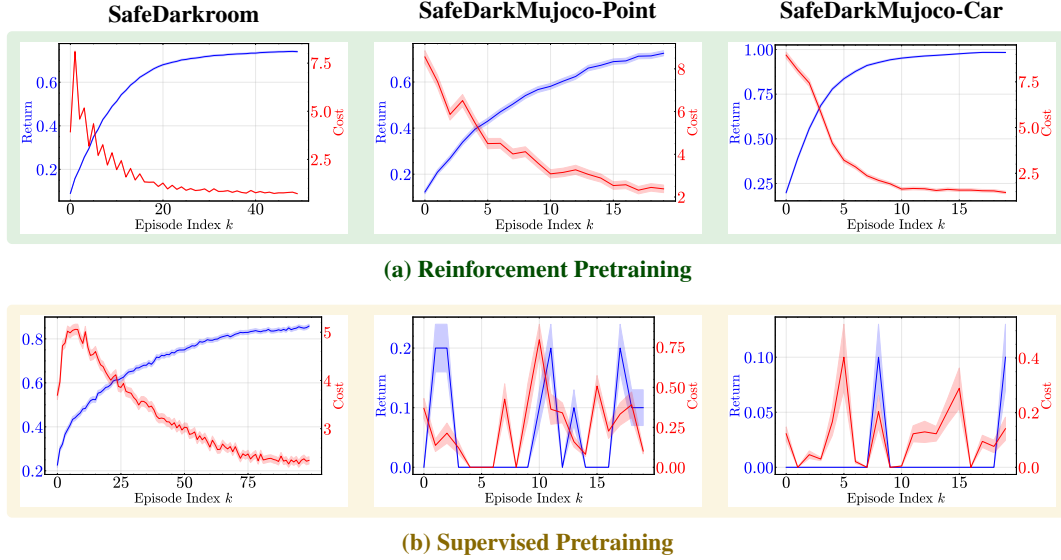 SafeDarkroom SafeDarkMujoco-Point SafeDarkMujoco-Car
0.6 0.4 0.2 Return 7.5 5.0 2.5 Cost 0 20 40 Episode Index k
0.6 0.4 0.2 Return 8 6 4 2 Cost 0 5 10 15 Episode Index k
1.00 0.75 0.50 0.25 Return 7.5 5.0 2.5 Cost 0 5 10 15 Episode Index k
(a) Reinforcement Pretraining
0.8 0.6 0.4 0.2 Return 5 4 3 Cost 0 25 50 75 Episode Index k
0.2 0.1 0.0 Return 0.75 0.50 0.25 0.00 Cost 0 5 10 15 Episode Index k
0.10 0.05 0.00 Return 0.4 0.2 0.0 Cost 0 5 10 15 Episode Index k
(b) Supervised Pretraining